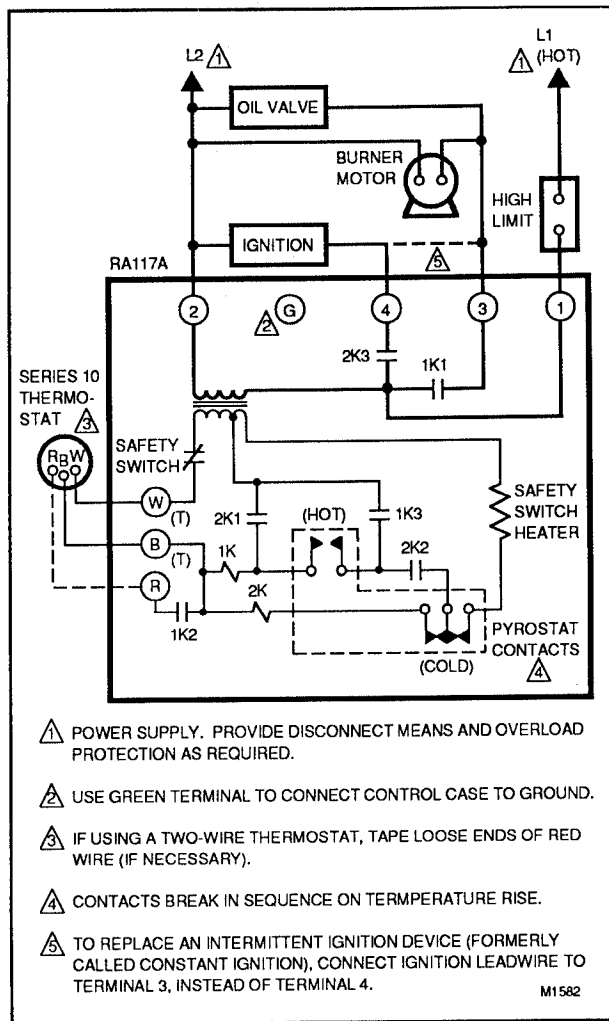 L2 1
L1
1 (HOT)
OIL VALVE
BURNER
MOTOR
HIGH
LIMIT
IGNITION
5
RA117A
2
2 G
4
3
1
2K3
1K1
SERIES 10
THERMO-
STAT 3
R B W
SAFETY
SWITCH
W
(T)
B
(T)
R
2K1
(HOT)
1K3
SAFETY
SWITCH
HEATER
1K
2K2
2K
1K2
(COLD)
PYROSTAT
CONTACTS
4
1 POWER SUPPLY. PROVIDE DISCONNECT MEANS AND OVERLOAD
PROTECTION AS REQUIRED.
2 USE GREEN TERMINAL TO CONNECT CONTROL CASE TO GROUND.
3 IF USING A TWO-WIRE THERMOSTAT, TAPE LOOSE ENDS OF RED
WIRE (IF NECESSARY).
4 CONTACTS BREAK IN SEQUENCE ON TERMPERATURE RISE.
5 TO REPLACE AN INTERMITTENT IGNITION DEVICE (FORMERLY
CALLED CONSTANT IGNITION), CONNECT IGNITION LEADWIRE TO
TERMINAL 3, INSTEAD OF TERMINAL 4.
M1582